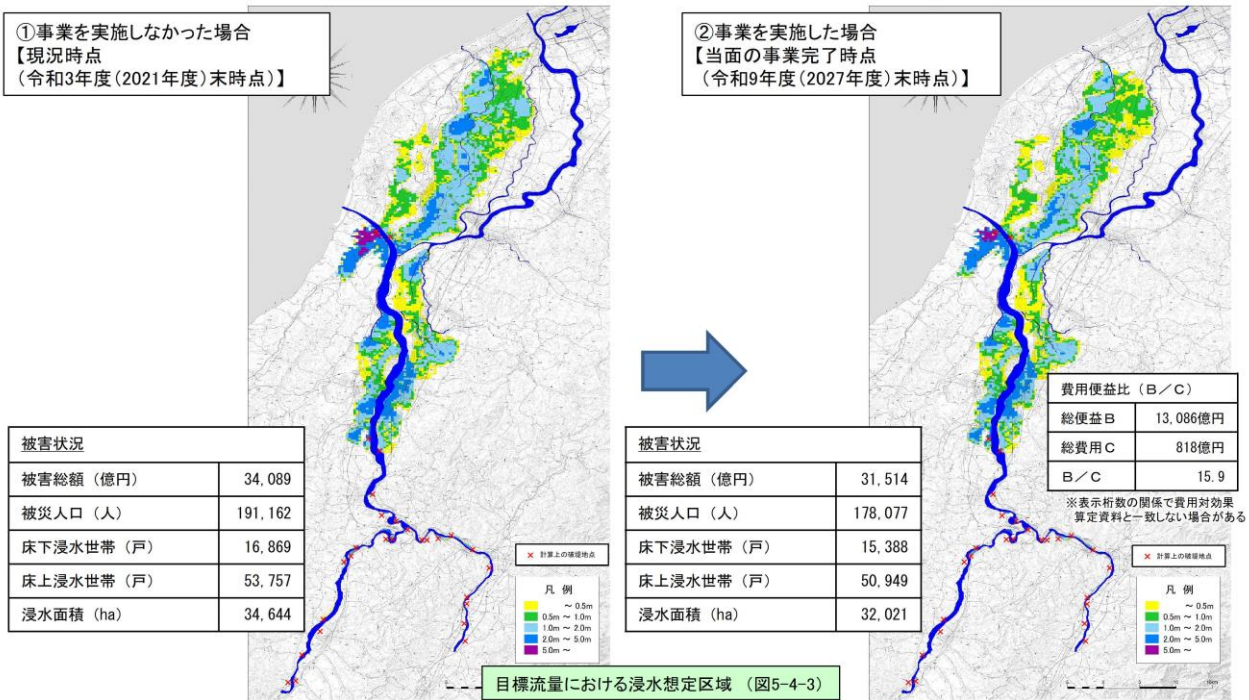 ①事業を実施しなかった場合
【現況時点
（令和3年度（2021年度）末時点）】
被害状況
被害総額（億円） 34,089
被災人口（人） 191,162
床下浸水世帯（戸） 16,869
床上浸水世帯（戸） 53,757
浸水面積（ha） 34,644
× 計算上の破堤地点
凡例
～ 0.5m
0.5m ～ 1.0m
1.0m ～ 2.0m
2.0m ～ 5.0m
5.0m ～
②事業を実施した場合
【当面の事業完了時点
（令和9年度（2027年度）末時点）】
被害状況
被害総額（億円） 31,514
被災人口（人） 178,077
床下浸水世帯（戸） 15,388
床上浸水世帯（戸） 50,949
浸水面積（ha） 32,021
費用便益比（B／C）
総便益B 13,086億円
総費用C 818億円
B／C 15.9
※表示桁数の関係で費用対効果
算定資料と一致しない場合がある
× 計算上の破堤地点
凡例
～ 0.5m
0.5m ～ 1.0m
1.0m ～ 2.0m
2.0m ～ 5.0m
5.0m ～
目標流量における浸水想定区域 （図5-4-3）